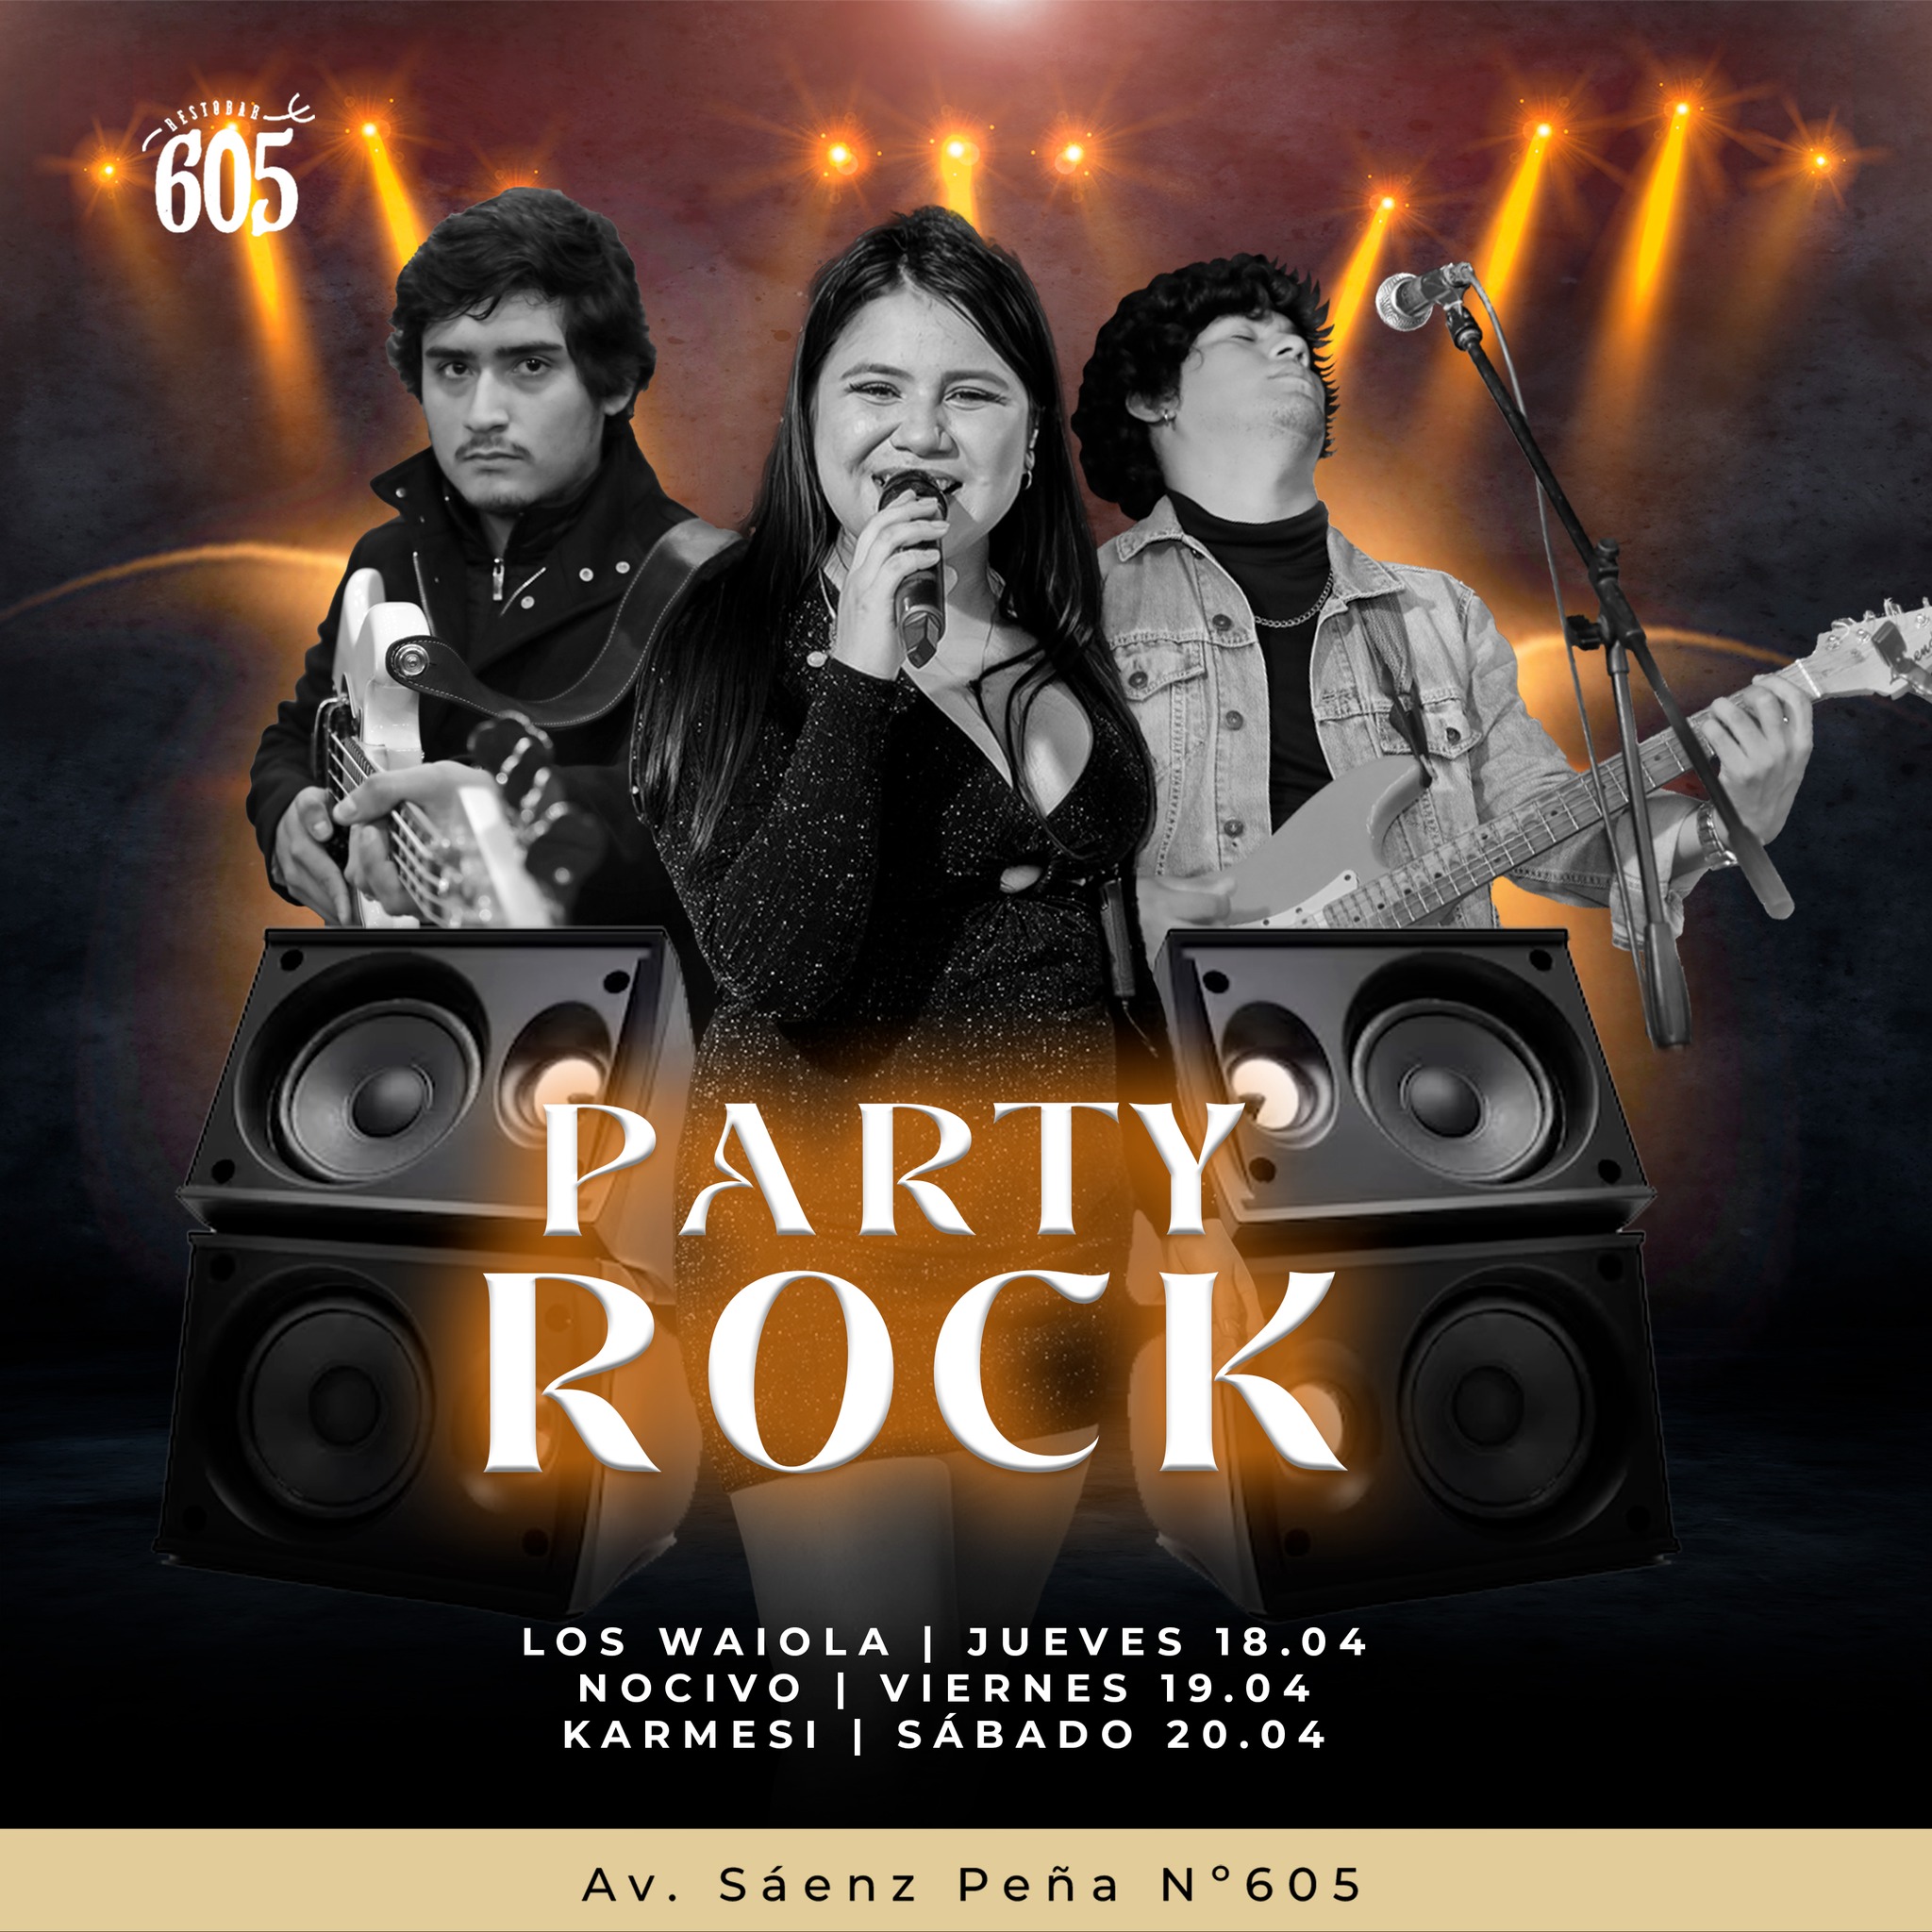 RESTOBAR
605
PARTY
ROCK
LOS WAIOLA | JUEVES 18.04
NOCIVO | VIERNES 19.04
KARMESI | SÁBADO 20.04
Av. Sáenz Peña N°605